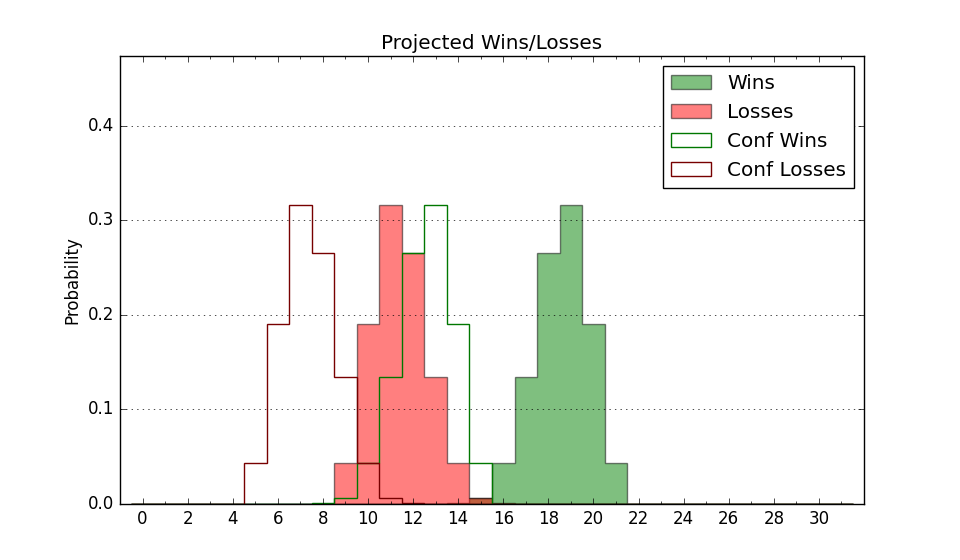 Projected Wins/Losses
Wins
Losses
Conf Wins
Conf Losses
Probability
0.4
0.3
0.2
0.1
0.0
0 2 4 6 8 10 12 14 16 18 20 22 24 26 28 30